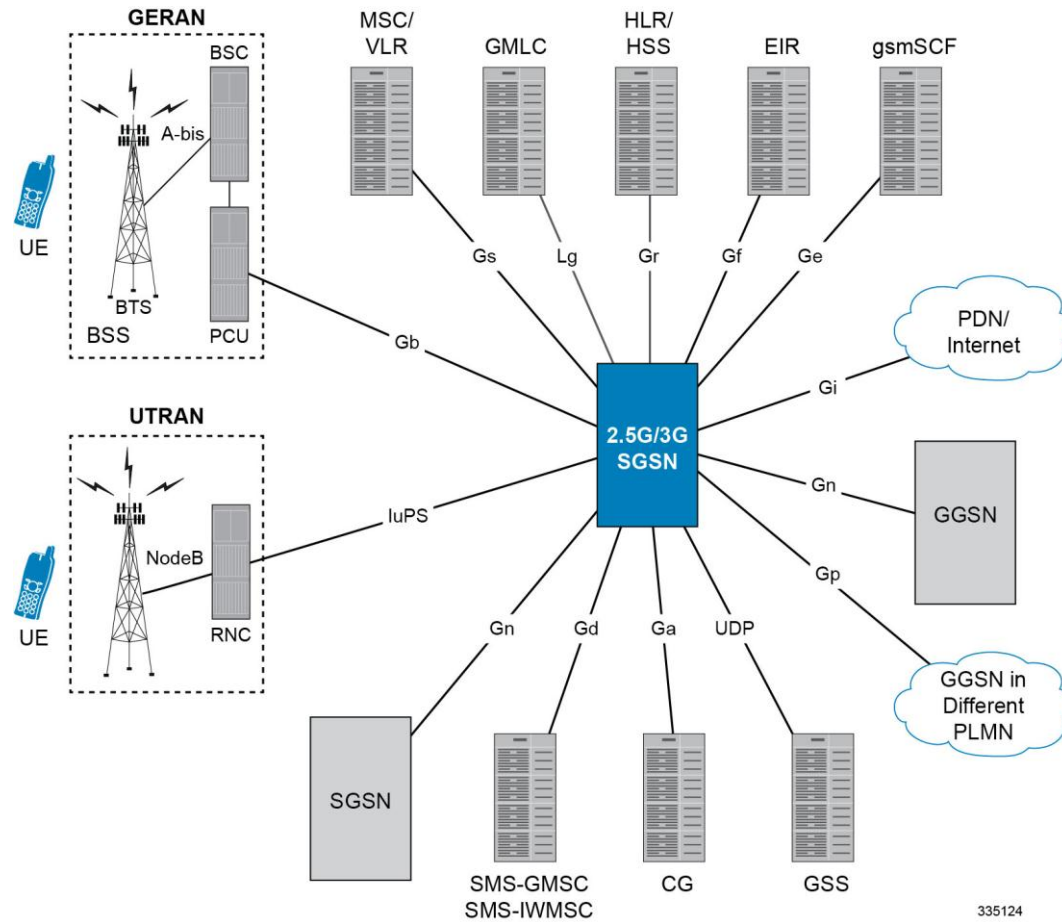 GERAN
MSC/
VLR
GMLC
HLR/
HSS
EIR
gsmSCF
BSC
A-bis
UE
BTS
BSS
PCU
Gs
Lg
Gr
Gf
Ge
Gb
PDN/
Internet
Gi
UTRAN
2.5G/3G
SGSN
Gn
GGSN
IuPS
NodeB
RNC
UE
Gp
Gn
Gd
Ga
UDP
GGSN in
Different
PLMN
SGSN
SMS-GMSC
SMS-IWMSC
CG
GSS
335124